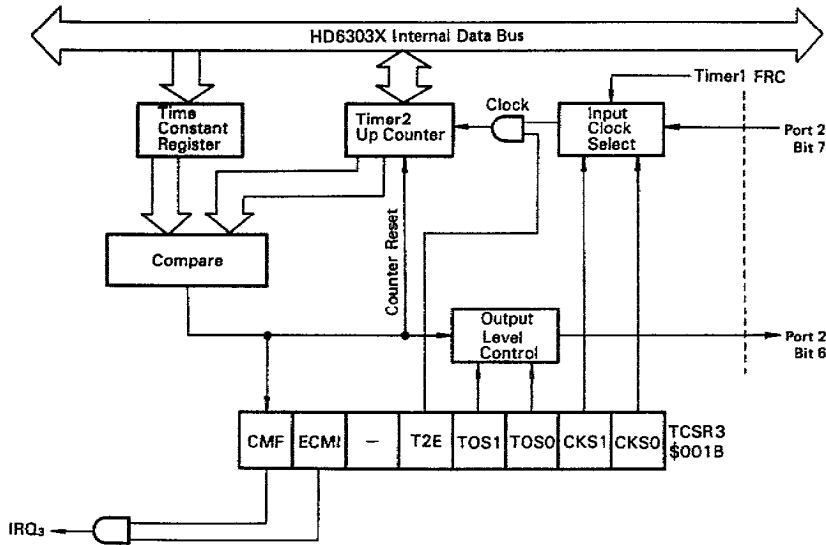 HD6303X Internal Data Bus
Timer1 FRC
Time
Constant
Register
Timer2
Up Counter
Clock
Input
Clock
Select
Port 2
Bit 7
Counter Reset
Compare
Output
Level
Control
Port 2
Bit 6
CMF
ECMI
—
T2E
TOS1
TOS0
CKS1
CKS0
TCSR3
$001B
IRQ₃